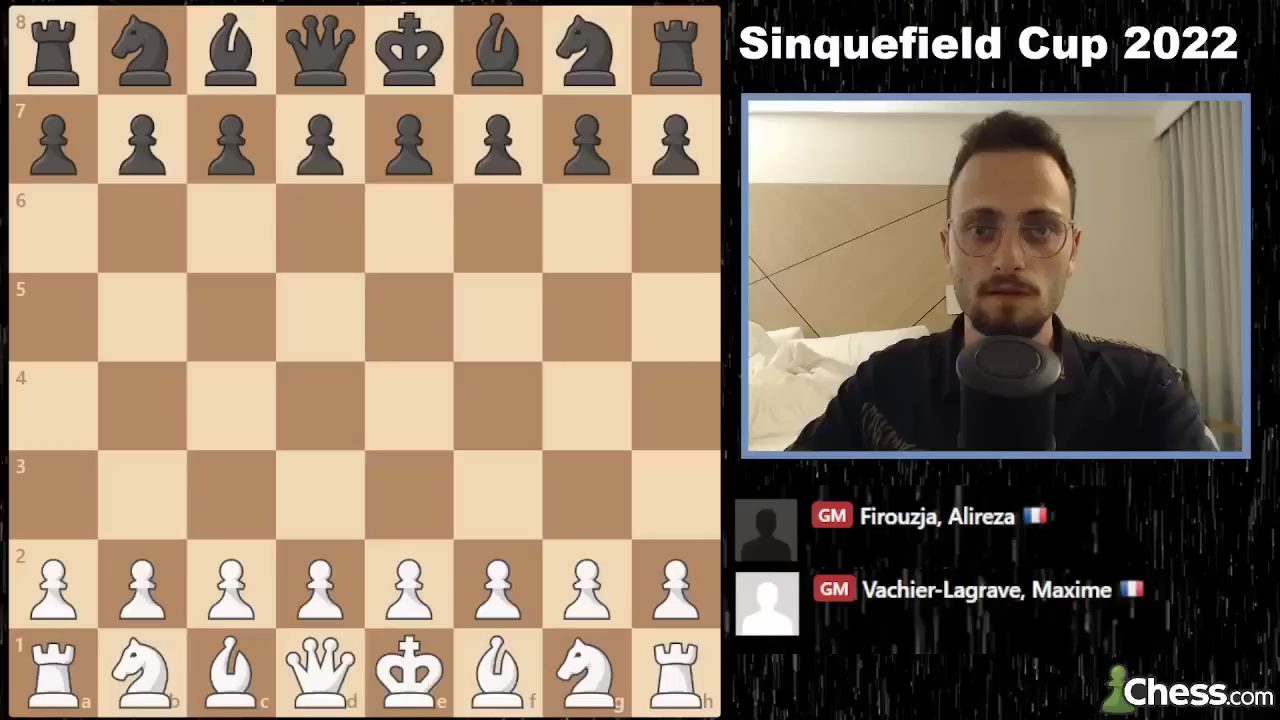 Sinquefield Cup 2022
8
7
6
5
4
3
2
1
a b c d e f g h
GM Firouzja, Alireza
GM Vachier-Lagrave, Maxime
Chess.com